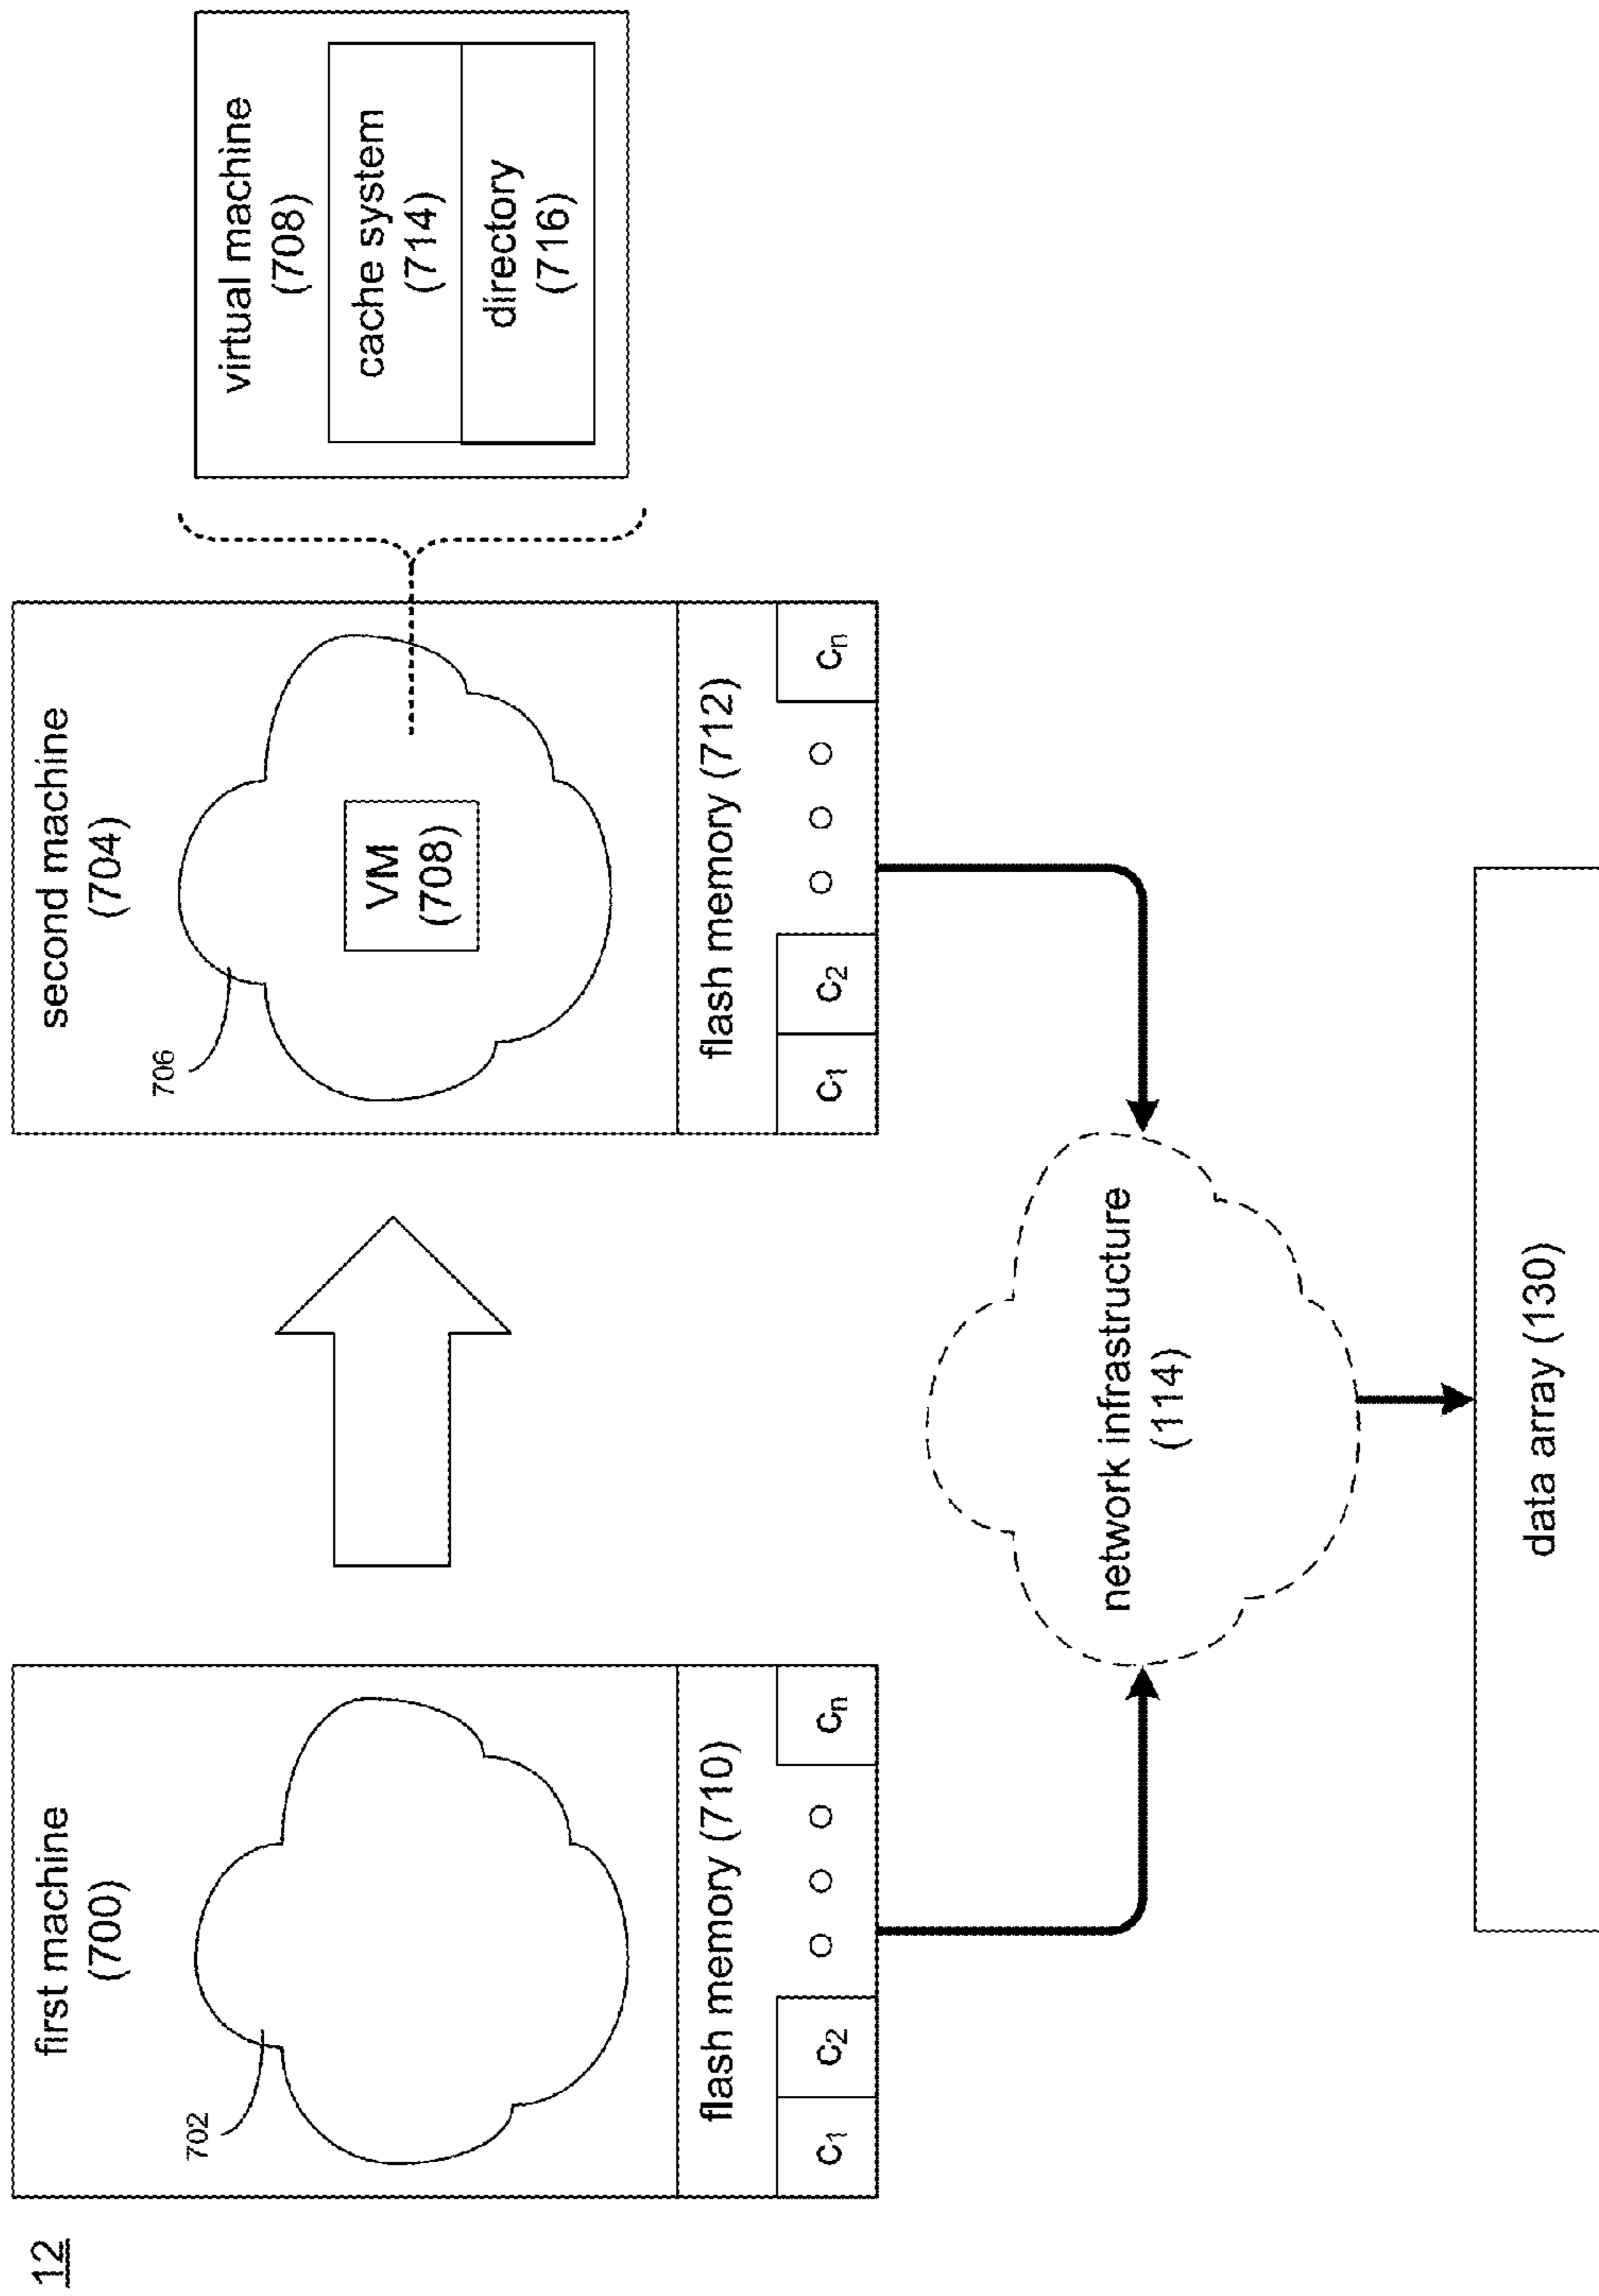 12
first machine
(700)
702
flash memory (710)
C1
C2
Cn
second machine
(704)
706
VM
(708)
flash memory (712)
C1
C2
Cn
virtual machine
(708)
cache system
(714)
directory
(716)
network infrastructure
(114)
data array (130)